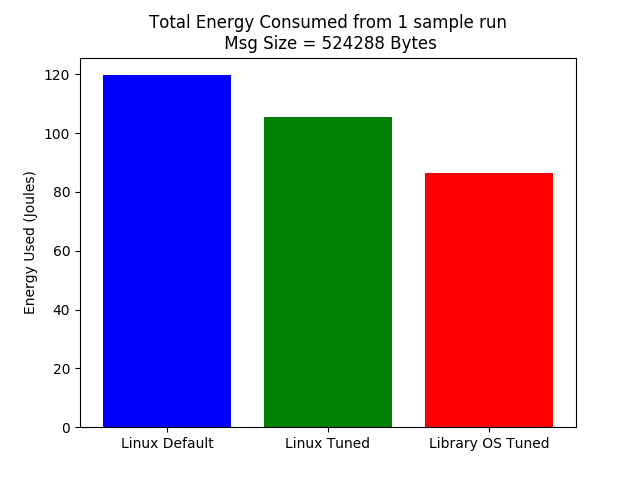 Total Energy Consumed from 1 sample run
Msg Size = 524288 Bytes
Energy Used (Joules)
120
100
80
60
40
20
0
Linux Default
Linux Tuned
Library OS Tuned